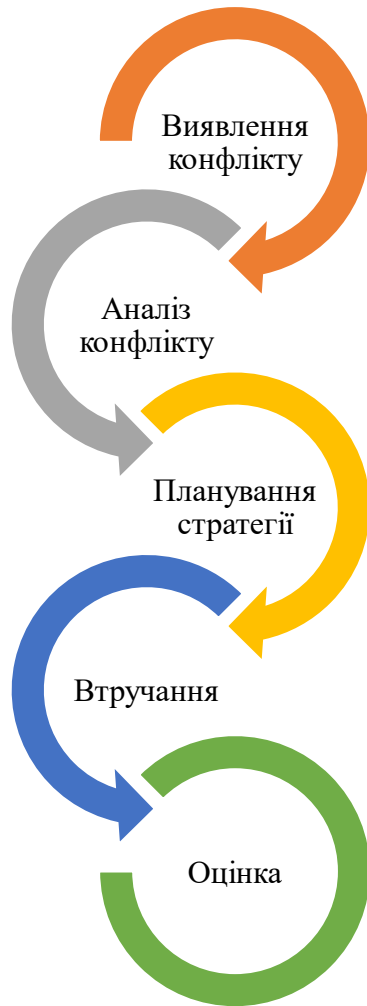 Виявлення
конфлікту
Аналіз
конфлікту
Планування
стратегії
Втручання
Оцінка